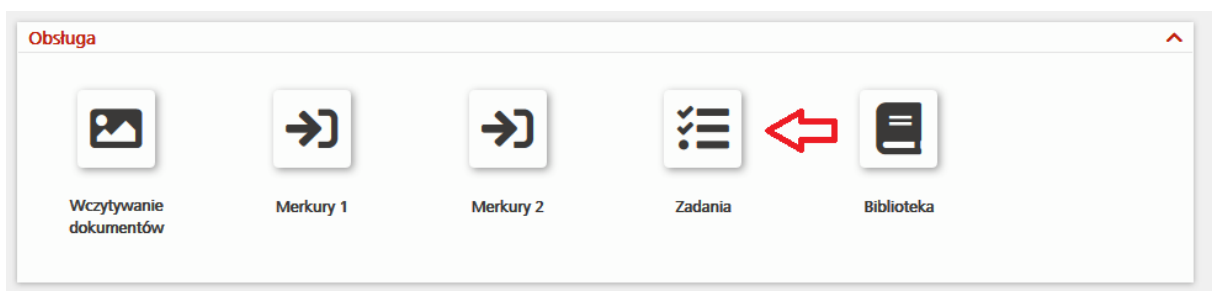 Obsługa
Wczytywanie
dokumentów
Merkury 1
Merkury 2
Zadania
Biblioteka